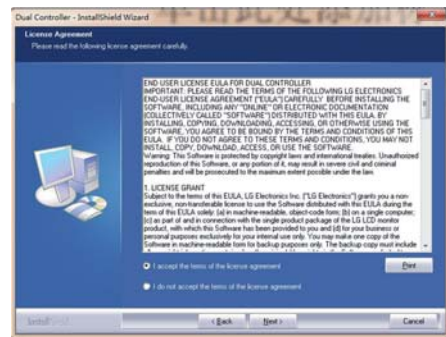 Dual Controller - InstallShield Wizard
License Agreement
Please read the following license agreement carefully.
END-USER LICENSE EULA FOR DUAL CONTROLLER
IMPORTANT: PLEASE READ THE TERMS OF THE FOLLOWING LG ELECTRONICS
END-USER LICENSE AGREEMENT ("EULA") CAREFULLY BEFORE INSTALLING THE
SOFTWARE, INCLUDING ANY "ONLINE" OR ELECTRONIC DOCUMENTATION
(COLLECTIVELY CALLED "SOFTWARE") DISTRIBUTED WITH THIS EULA. BY
INSTALLING, COPYING, DOWNLOADING, ACCESSING, OR OTHERWISE USING THE
SOFTWARE, YOU AGREE TO BE BOUND BY THE TERMS AND CONDITIONS OF THIS
EULA. IF YOU DO NOT AGREE TO THESE TERMS AND CONDITIONS, YOU MAY NOT
INSTALL, COPY, DOWNLOAD, ACCESS, OR USE THE SOFTWARE.
Warning: This Software is protected by copyright laws and international treaties. Unauthorized
reproduction of this Software, or any portion of it, may result in severe civil and criminal
penalties and will be prosecuted to the maximum extent possible under the law.
1. LICENSE GRANT
Subject to the terms of this EULA, LG Electronics Inc. ("LG Electronics") grants you a non-
exclusive, non-transferable license to use the Software distributed with this EULA during the
term of this EULA solely: (a) in machine-readable, object-code form; (b) on a single computer;
(c) as part of and in connection with the single product package of the LG LCD monitor
product, with which this Software has been provided to you and (d) for your business or
personal purposes exclusively for your internal use only. You may make one copy of the
Software in machine-readable form for backup purposes only. The backup copy must include
I accept the terms of the license agreement
Print
I do not accept the terms of the license agreement
InstallShield
< Back
Next >
Cancel